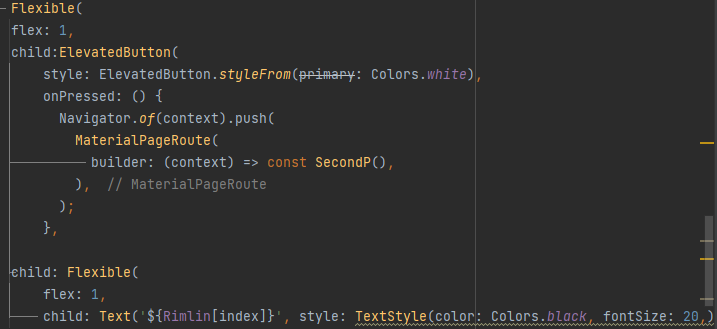 Flexible(
flex: 1,
child:ElevatedButton(
style: ElevatedButton.styleFrom(primary: Colors.white),
onPressed: () {
Navigator.of(context).push(
MaterialPageRoute(
builder: (context) => const SecondP(),
), // MaterialPageRoute
);
},
child: Flexible(
flex: 1,
child: Text('${Rimlin[index]}', style: TextStyle(color: Colors.black, fontSize: 20,)